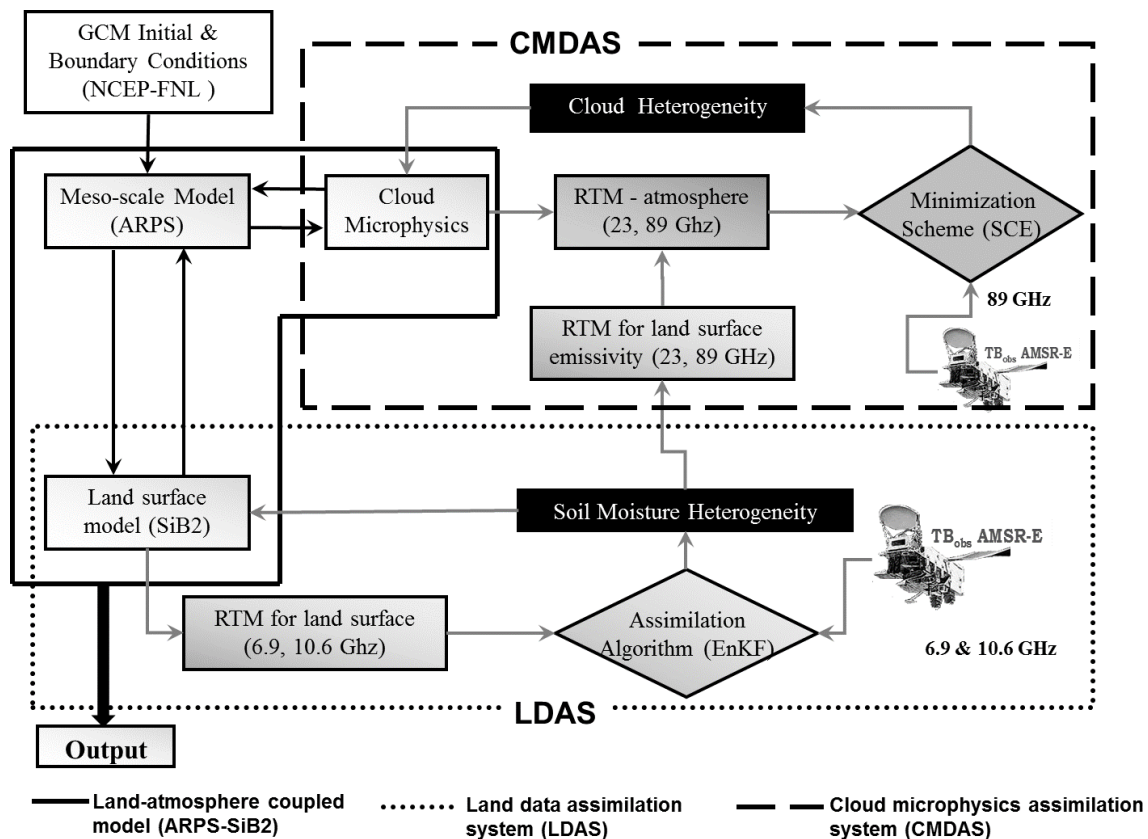 GCM Initial &
Boundary Conditions
(NCEP-FNL )
CMDAS
Cloud Heterogeneity
Meso-scale Model
(ARPS)
Cloud
Microphysics
RTM - atmosphere
(23, 89 Ghz)
Minimization
Scheme (SCE)
89 GHz
RTM for land surface
emissivity (23, 89 GHz)
TBobs AMSR-E
Land surface
model (SiB2)
Soil Moisture Heterogeneity
TBobs AMSR-E
RTM for land surface
(6.9, 10.6 Ghz)
Assimilation
Algorithm (EnKF)
6.9 & 10.6 GHz
LDAS
Output
Land-atmosphere coupled
model (ARPS-SiB2)
Land data assimilation
system (LDAS)
Cloud microphysics assimilation
system (CMDAS)